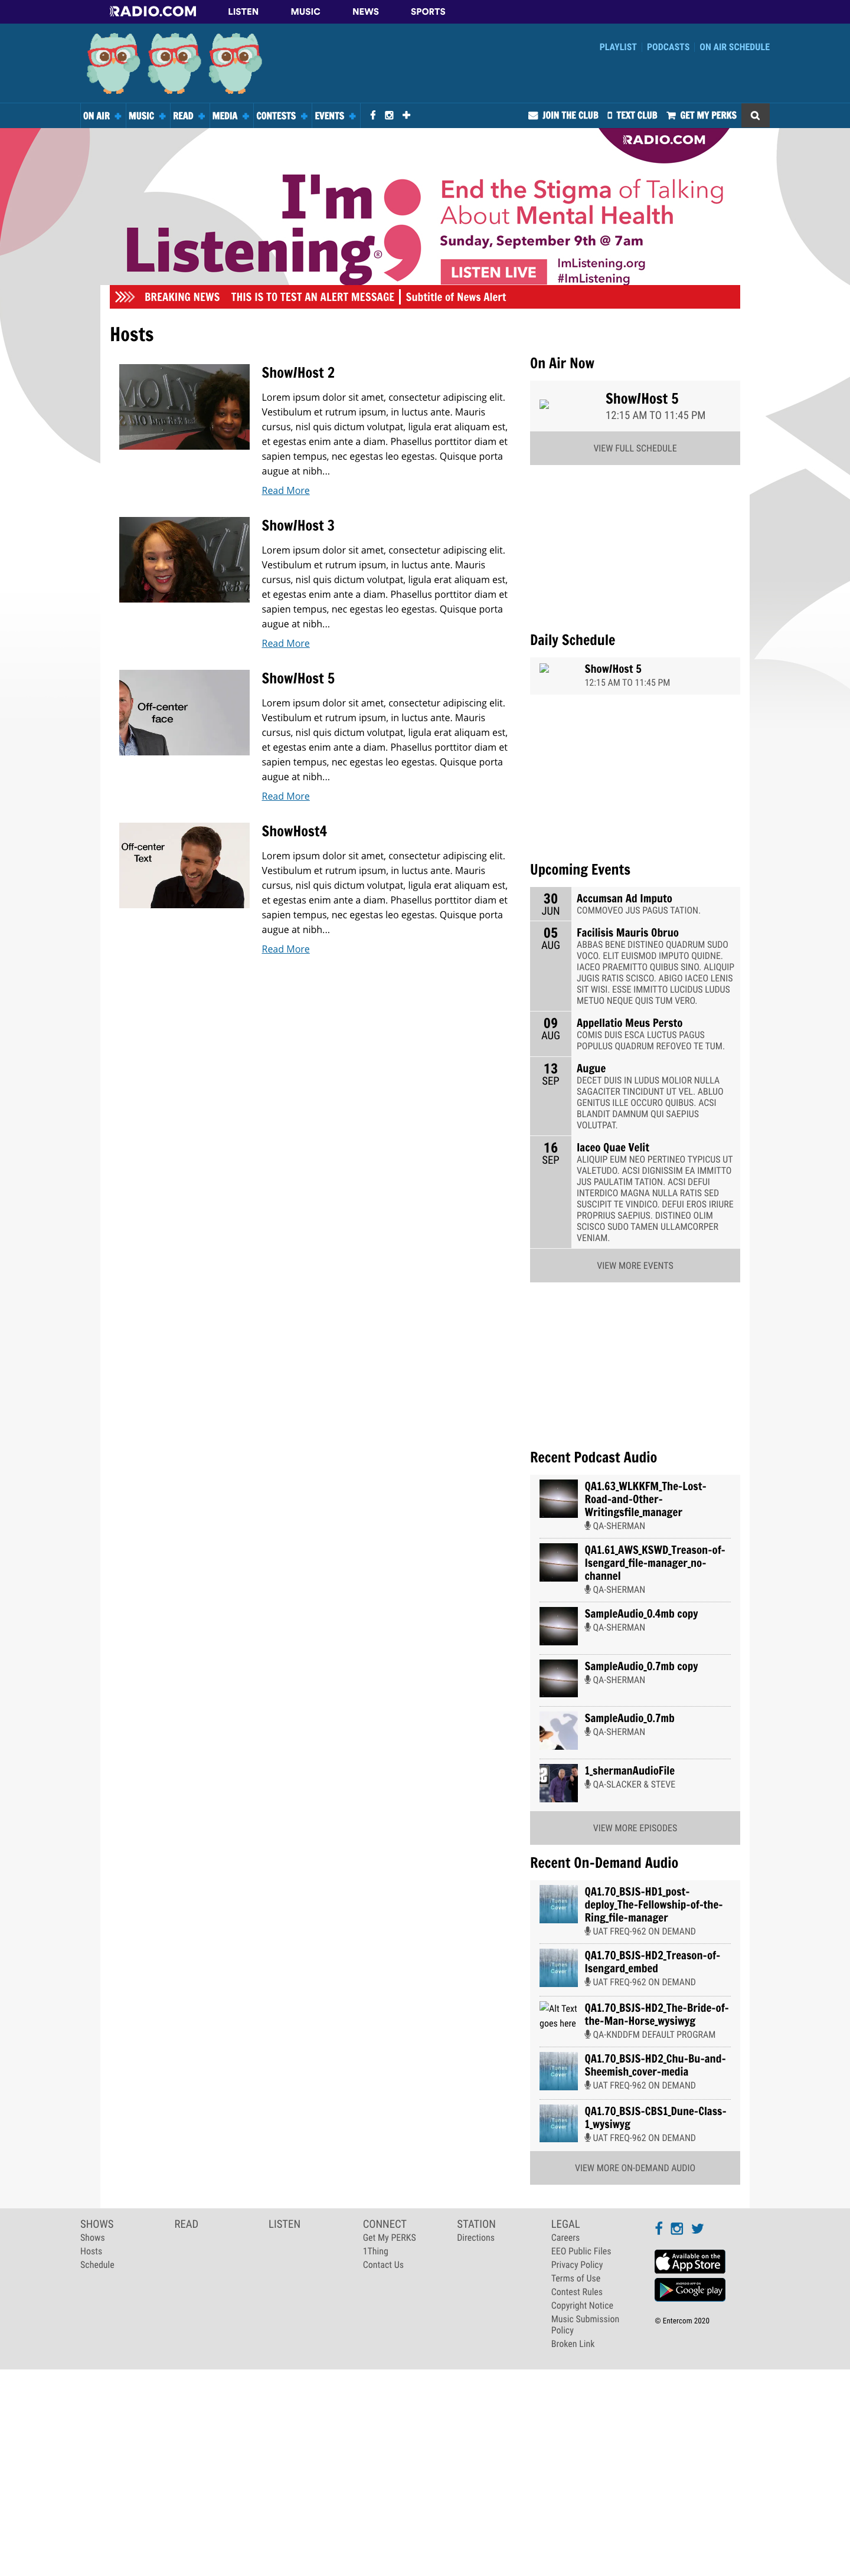 RADIO.COM LISTEN MUSIC NEWS SPORTS
PLAYLIST PODCASTS ON AIR SCHEDULE
ON AIR MUSIC READ MEDIA CONTESTS EVENTS JOIN THE CLUB TEXT CLUB GET MY PERKS
RADIO.COM
I'm
Listening®
End the Stigma of Talking
About Mental Health
Sunday, September 9th @ 7am
LISTEN LIVE
ImListening.org
#ImListening
BREAKING NEWS THIS IS TO TEST AN ALERT MESSAGE Subtitle of News Alert
Hosts
Show/Host 2
Lorem ipsum dolor sit amet, consectetur adipiscing elit.
Vestibulum et rutrum ipsum, in luctus ante. Mauris
cursus, nisl quis dictum volutpat, ligula erat aliquam est,
et egestas enim ante a diam. Phasellus porttitor diam et
sapien tempus, nec egestas leo egestas. Quisque porta
augue at nibh...
Read More
Show/Host 3
Lorem ipsum dolor sit amet, consectetur adipiscing elit.
Vestibulum et rutrum ipsum, in luctus ante. Mauris
cursus, nisl quis dictum volutpat, ligula erat aliquam est,
et egestas enim ante a diam. Phasellus porttitor diam et
sapien tempus, nec egestas leo egestas. Quisque porta
augue at nibh...
Read More
Off-center
face
Show/Host 5
Lorem ipsum dolor sit amet, consectetur adipiscing elit.
Vestibulum et rutrum ipsum, in luctus ante. Mauris
cursus, nisl quis dictum volutpat, ligula erat aliquam est,
et egestas enim ante a diam. Phasellus porttitor diam et
sapien tempus, nec egestas leo egestas. Quisque porta
augue at nibh...
Read More
Off-center
Text
ShowHost4
Lorem ipsum dolor sit amet, consectetur adipiscing elit.
Vestibulum et rutrum ipsum, in luctus ante. Mauris
cursus, nisl quis dictum volutpat, ligula erat aliquam est,
et egestas enim ante a diam. Phasellus porttitor diam et
sapien tempus, nec egestas leo egestas. Quisque porta
augue at nibh...
Read More
On Air Now
Show/Host 5
12:15 AM TO 11:45 PM
VIEW FULL SCHEDULE
Daily Schedule
Show/Host 5
12:15 AM TO 11:45 PM
Upcoming Events
30
JUN
Accumsan Ad Imputo
COMMOVEO JUS PAGUS TATION.
05
AUG
Facilisis Mauris Obruo
ABBAS BENE DISTINEO QUADRUM SUDO
VOCO. ELIT EUISMOD IMPUTO QUIDNE.
IACEO PRAEMITTO QUIBUS SINO. ALIQUIP
JUGIS RATIS SCISCO. ABIGO IACEO LENIS
SIT WISI. ESSE IMMITTO LUCIDUS LUDUS
METUO NEQUE QUIS TUM VERO.
09
AUG
Appellatio Meus Persto
COMIS DUIS ESCA LUCTUS PAGUS
POPULUS QUADRUM REFOVEO TE TUM.
13
SEP
Augue
DECET DUIS IN LUDUS MOLIOR NULLA
SAGACITER TINCIDUNT UT VEL. ABLUO
GENITUS ILLE OCCURO QUIBUS. ACSI
BLANDIT DAMNUM QUI SAEPIUS
VOLUTPAT.
16
SEP
Iaceo Quae Velit
ALIQUIP EUM NEO PERTINEO TYPICUS UT
VALETUDO. ACSI DIGNISSIM EA IMMITTO
JUS PAULATIM TATION. ACSI DEFUI
INTERDICO MAGNA NULLA RATIS SED
SUSCIPIT TE VINDICO. DEFUI EROS IRIURE
PROPRIUS SAEPIUS. DISTINEO OLIM
SCISCO SUDO TAMEN ULLAMCORPER
VENIAM.
VIEW MORE EVENTS
Recent Podcast Audio
QA1.63_WLKKFM_The-Lost-
Road-and-Other-
Writingsfile_manager
QA-SHERMAN
QA1.61_AWS_KSWD_Treason-of-
Isengard_file-manager_no-
channel
QA-SHERMAN
SampleAudio_0.4mb copy
QA-SHERMAN
SampleAudio_0.7mb copy
QA-SHERMAN
SampleAudio_0.7mb
QA-SHERMAN
1_shermanAudioFile
QA-SLACKER & STEVE
VIEW MORE EPISODES
Recent On-Demand Audio
QA1.70_BSJS-HD1_post-
deploy_The-Fellowship-of-the-
Ring_file-manager
UAT FREQ-962 ON DEMAND
QA1.70_BSJS-HD2_Treason-of-
Isengard_embed
UAT FREQ-962 ON DEMAND
Alt Text
goes here
QA1.70_BSJS-HD2_The-Bride-of-
the-Man-Horse_wysiwyg
QA-KNDDFM DEFAULT PROGRAM
QA1.70_BSJS-HD2_Chu-Bu-and-
Sheemish_cover-media
UAT FREQ-962 ON DEMAND
QA1.70_BSJS-CBS1_Dune-Class-
1_wysiwyg
UAT FREQ-962 ON DEMAND
VIEW MORE ON-DEMAND AUDIO
SHOWS
Shows
Hosts
Schedule
READ
LISTEN
CONNECT
Get My PERKS
1Thing
Contact Us
STATION
Directions
LEGAL
Careers
EEO Public Files
Privacy Policy
Terms of Use
Contest Rules
Copyright Notice
Music Submission
Policy
Broken Link
Available on the
App Store
Google play
© Entercom 2020